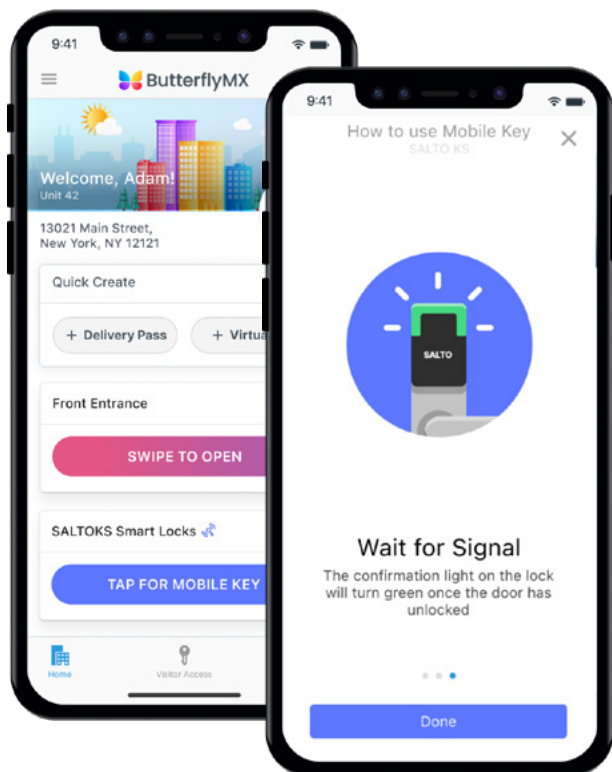 9:41
ButterflyMX
Welcome, Adam!
Unit 42
13021 Main Street,
New York, NY 12121
Quick Create
+ Delivery Pass
+ Virtua
Front Entrance
SWIPE TO OPEN
SALTOKS Smart Locks
TAP FOR MOBILE KEY
Home
Visitor Access
9:41
How to use Mobile Key
SALTO KS
SALTO
Wait for Signal
The confirmation light on the lock
will turn green once the door has
unlocked
Done